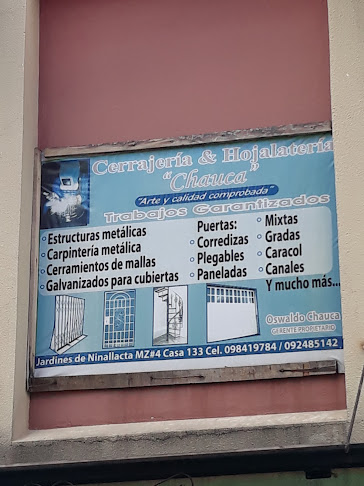 Cerrajería & Hojalatería
"Chauca"
"Arte y calidad comprobada"
Trabajos Garantizados
Estructuras metálicas
Carpintería metálica
Cerramientos de mallas
Galvanizados para cubiertas
Puertas:
Corredizas
Plegables
Paneladas
Mixtas
Gradas
Caracol
Canales
Y mucho más...
Oswaldo Chauca
GERENTE PROPIETARIO
Jardines de Ninallacta MZ#4 Casa 133 Cel. 098419784 / 092485142